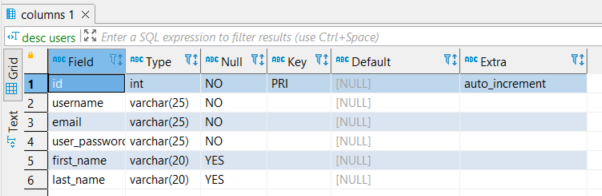 columns 1
desc users Enter a SQL expression to filter results (use Ctrl+Space)
Grid
Text
Field Type Null Key Default Extra
1 id int NO PRI [NULL] auto_increment
2 username varchar(25) NO [NULL]
3 email varchar(25) NO [NULL]
4 user_password varchar(25) NO [NULL]
5 first_name varchar(20) YES [NULL]
6 last_name varchar(20) YES [NULL]